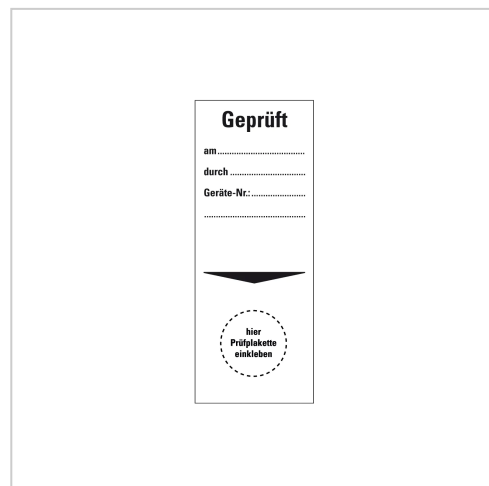 Geprüft
am......................................
durch .................................
Geräte-Nr.:.......................
............................................
hier
Prüfplakette
einkleben